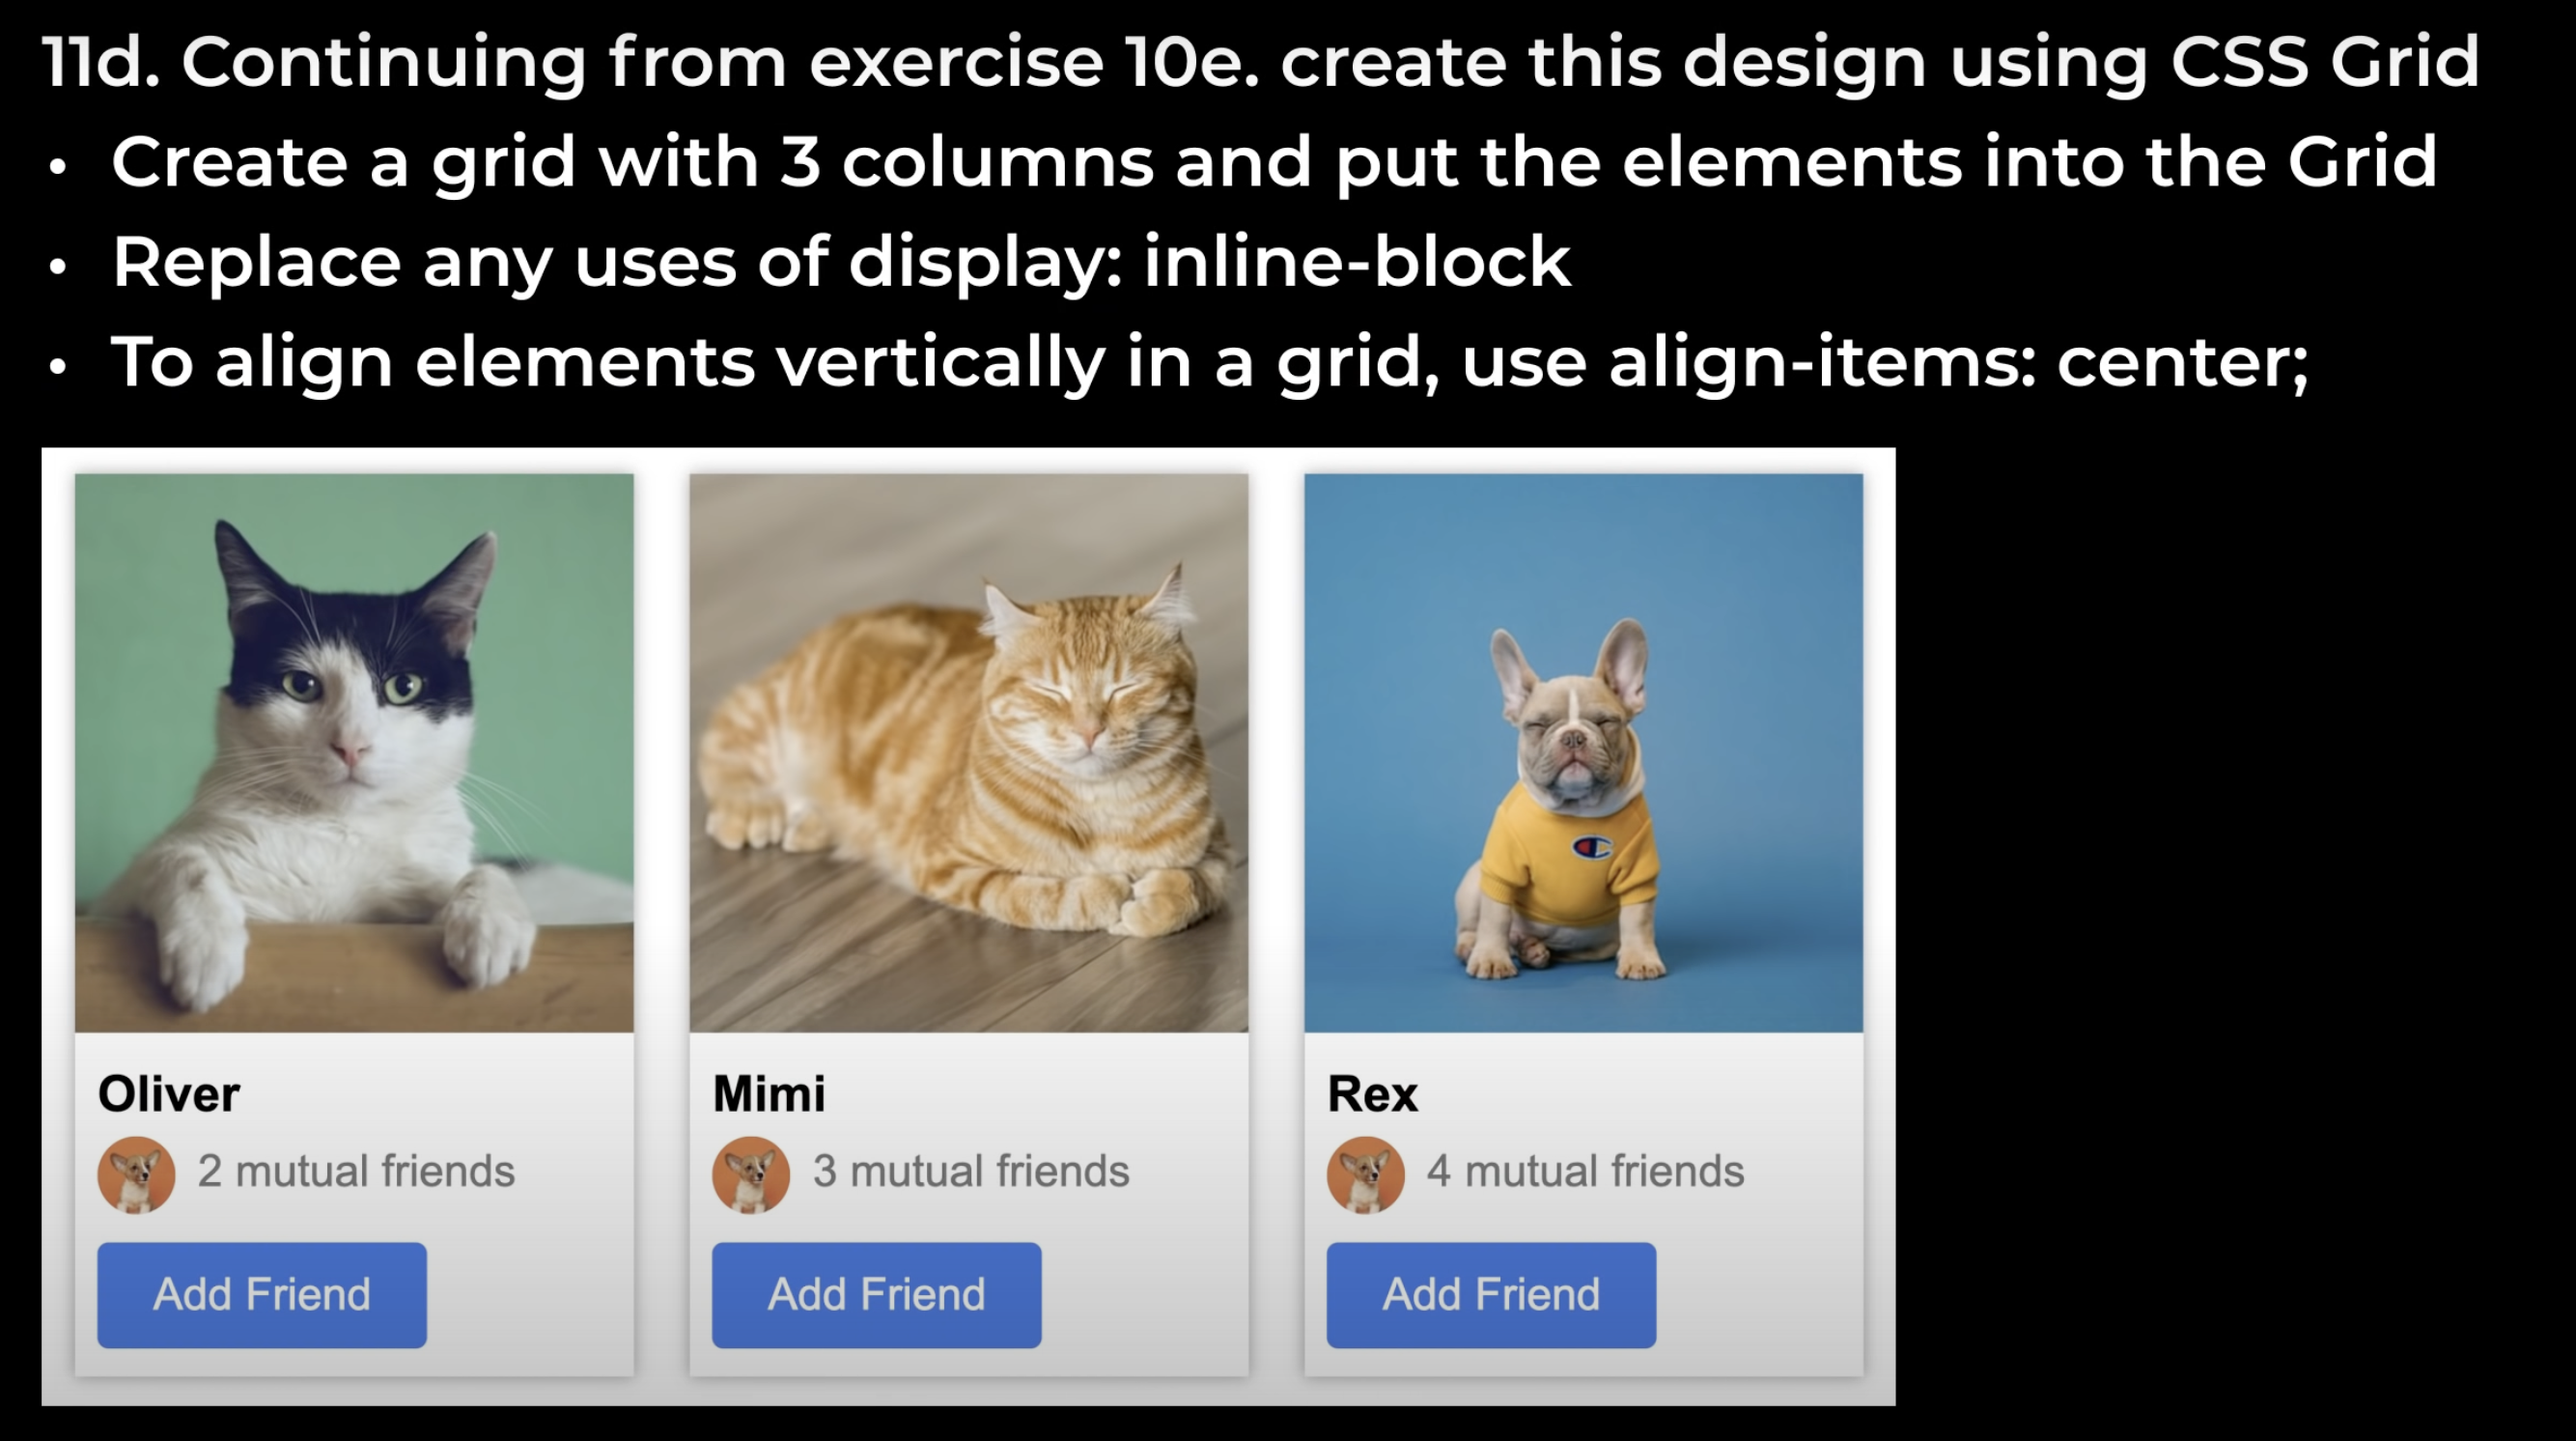 11d. Continuing from exercise 10e. create this design using CSS Grid
• Create a grid with 3 columns and put the elements into the Grid
• Replace any uses of display: inline-block
• To align elements vertically in a grid, use align-items: center;
Oliver
2 mutual friends
Add Friend
Mimi
3 mutual friends
Add Friend
Rex
4 mutual friends
Add Friend